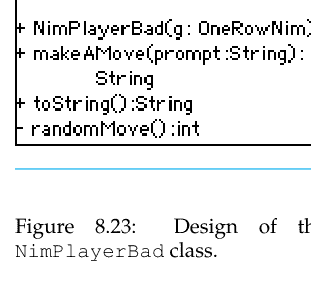 + NimPlayerBad(g: OneRowNim)
+ makeAMove(prompt:String):
String
+ toString():String
- randomMove():int
Figure 8.23: Design of th
NimPlayerBad class.